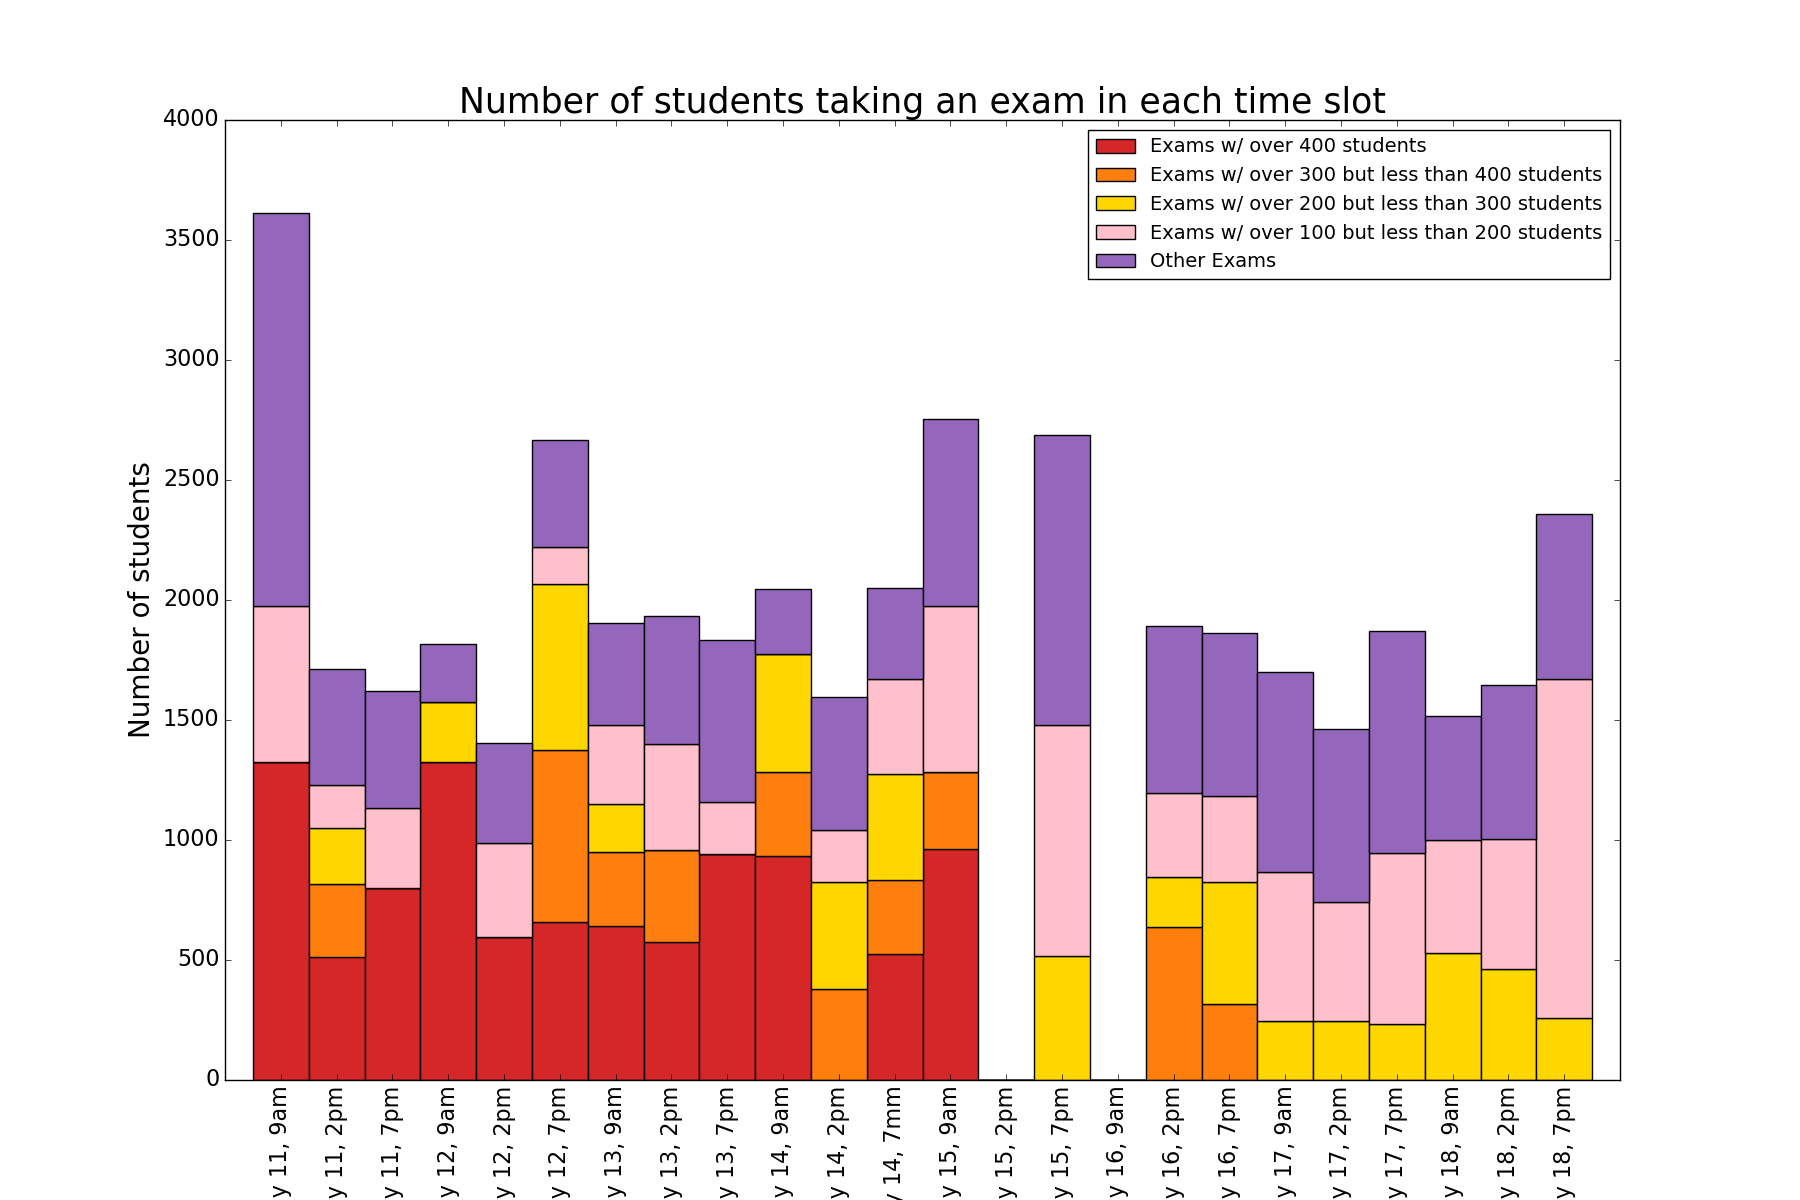 Number of students taking an exam in each time slot
Exams w/ over 400 students
Exams w/ over 300 but less than 400 students
Exams w/ over 200 but less than 300 students
Exams w/ over 100 but less than 200 students
Other Exams
Number of students
4000
3500
3000
2500
2000
1500
1000
500
0
y 11, 9am
y 11, 2pm
y 11, 7pm
y 12, 9am
y 12, 2pm
y 12, 7pm
y 13, 9am
y 13, 2pm
y 13, 7pm
y 14, 9am
y 14, 2pm
y 14, 7mm
y 15, 9am
y 15, 2pm
y 15, 7pm
y 16, 9am
y 16, 2pm
y 16, 7pm
y 17, 9am
y 17, 2pm
y 17, 7pm
y 18, 9am
y 18, 2pm
y 18, 7pm